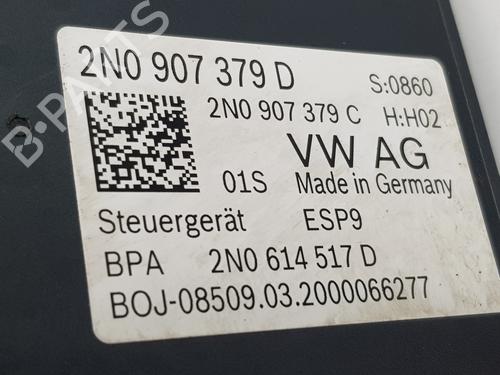 B-PARTS
2N0 907 379 D S:0860
2N0 907 379 C H:H02
VW AG
01S Made in Germany
Steuergerät ESP9
BPA 2N0 614 517 D
BOJ-08509.03.2000066277